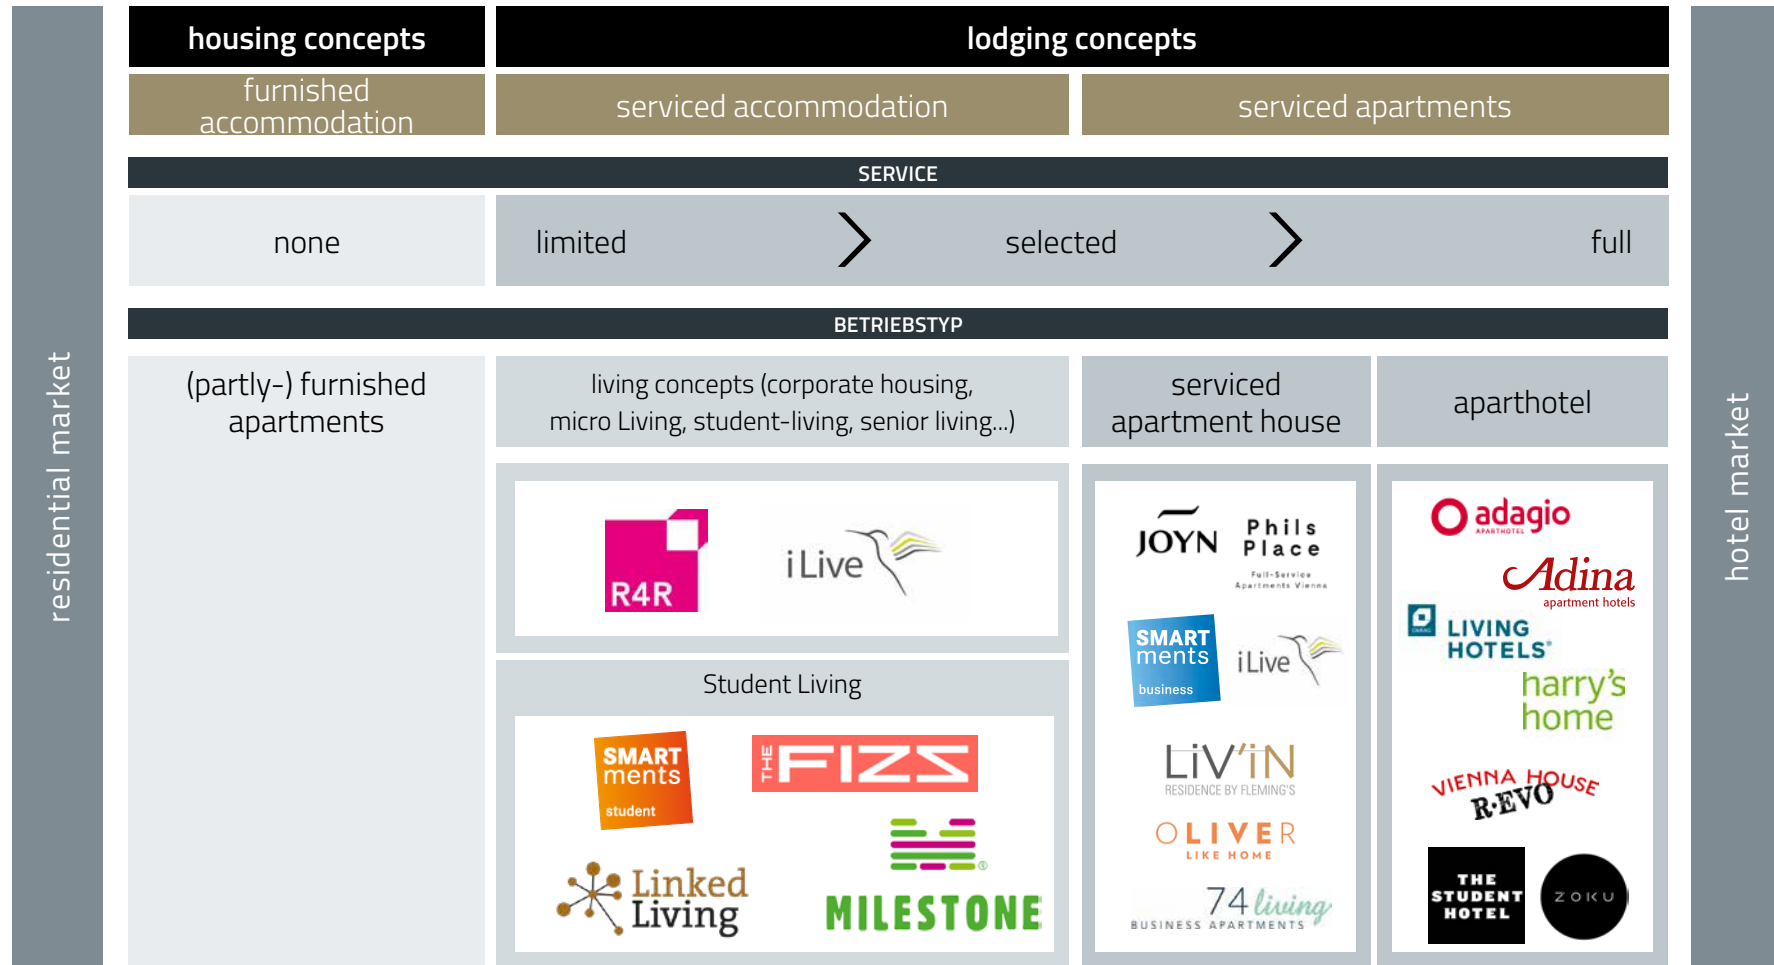 residential market
housing concepts
lodging concepts
furnished
accommodation
serviced accommodation
serviced apartments
SERVICE
none
limited
selected
full
BETRIEBSTYP
(partly-) furnished
apartments
living concepts (corporate housing,
micro Living, student-living, senior living...)
serviced
apartment house
aparthotel
R4R
iLive
Student Living
SMART
ments
student
THE FIZS
Linked
Living
MILESTONE
JOYN
Phils
Place
Full-Service
Apartments Vienna
SMART
ments
business
iLive
LiV'iN
RESIDENCE BY FLEMING'S
OLIVER
LIKE HOME
74 living
BUSINESS APARTMENTS
adagio
APARTHOTEL
Adina
apartment hotels
LIVING
HOTELS®
harry's
home
VIENNA HOUSE
R·EVO
THE
STUDENT
HOTEL
ZOKU
hotel market